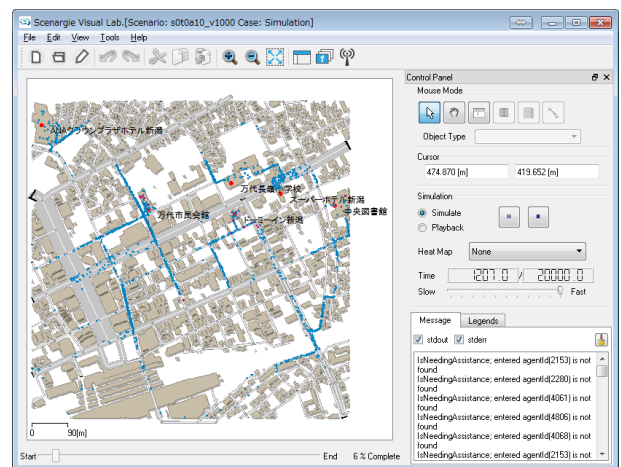 Scenargie Visual Lab.[Scenario: s0t0a10_v1000 Case: Simulation]
File Edit View Tools Help
1
ANAクラウンプラザホテル新潟
万代長嶺小学校
スーパーホテル新潟
中央図書館
万代市民会館
ドーミーイン新潟
0 90[m]
Start End 6 % Complete
Control Panel
Mouse Mode
Object Type
Cursor
474.870 [m] 419.652 [m]
Simulation
Simulate
Playback
Heat Map None
Time 1207.0 / 20000.0
Slow Fast
Message Legends
stdout stderr
IsNeedingAssistance; entered agentId(2153) is not
found
IsNeedingAssistance; entered agentId(2280) is not
found
IsNeedingAssistance; entered agentId(4061) is not
found
IsNeedingAssistance; entered agentId(4806) is not
found
IsNeedingAssistance; entered agentId(4068) is not
found
IsNeedingAssistance; entered agentId(2153) is not